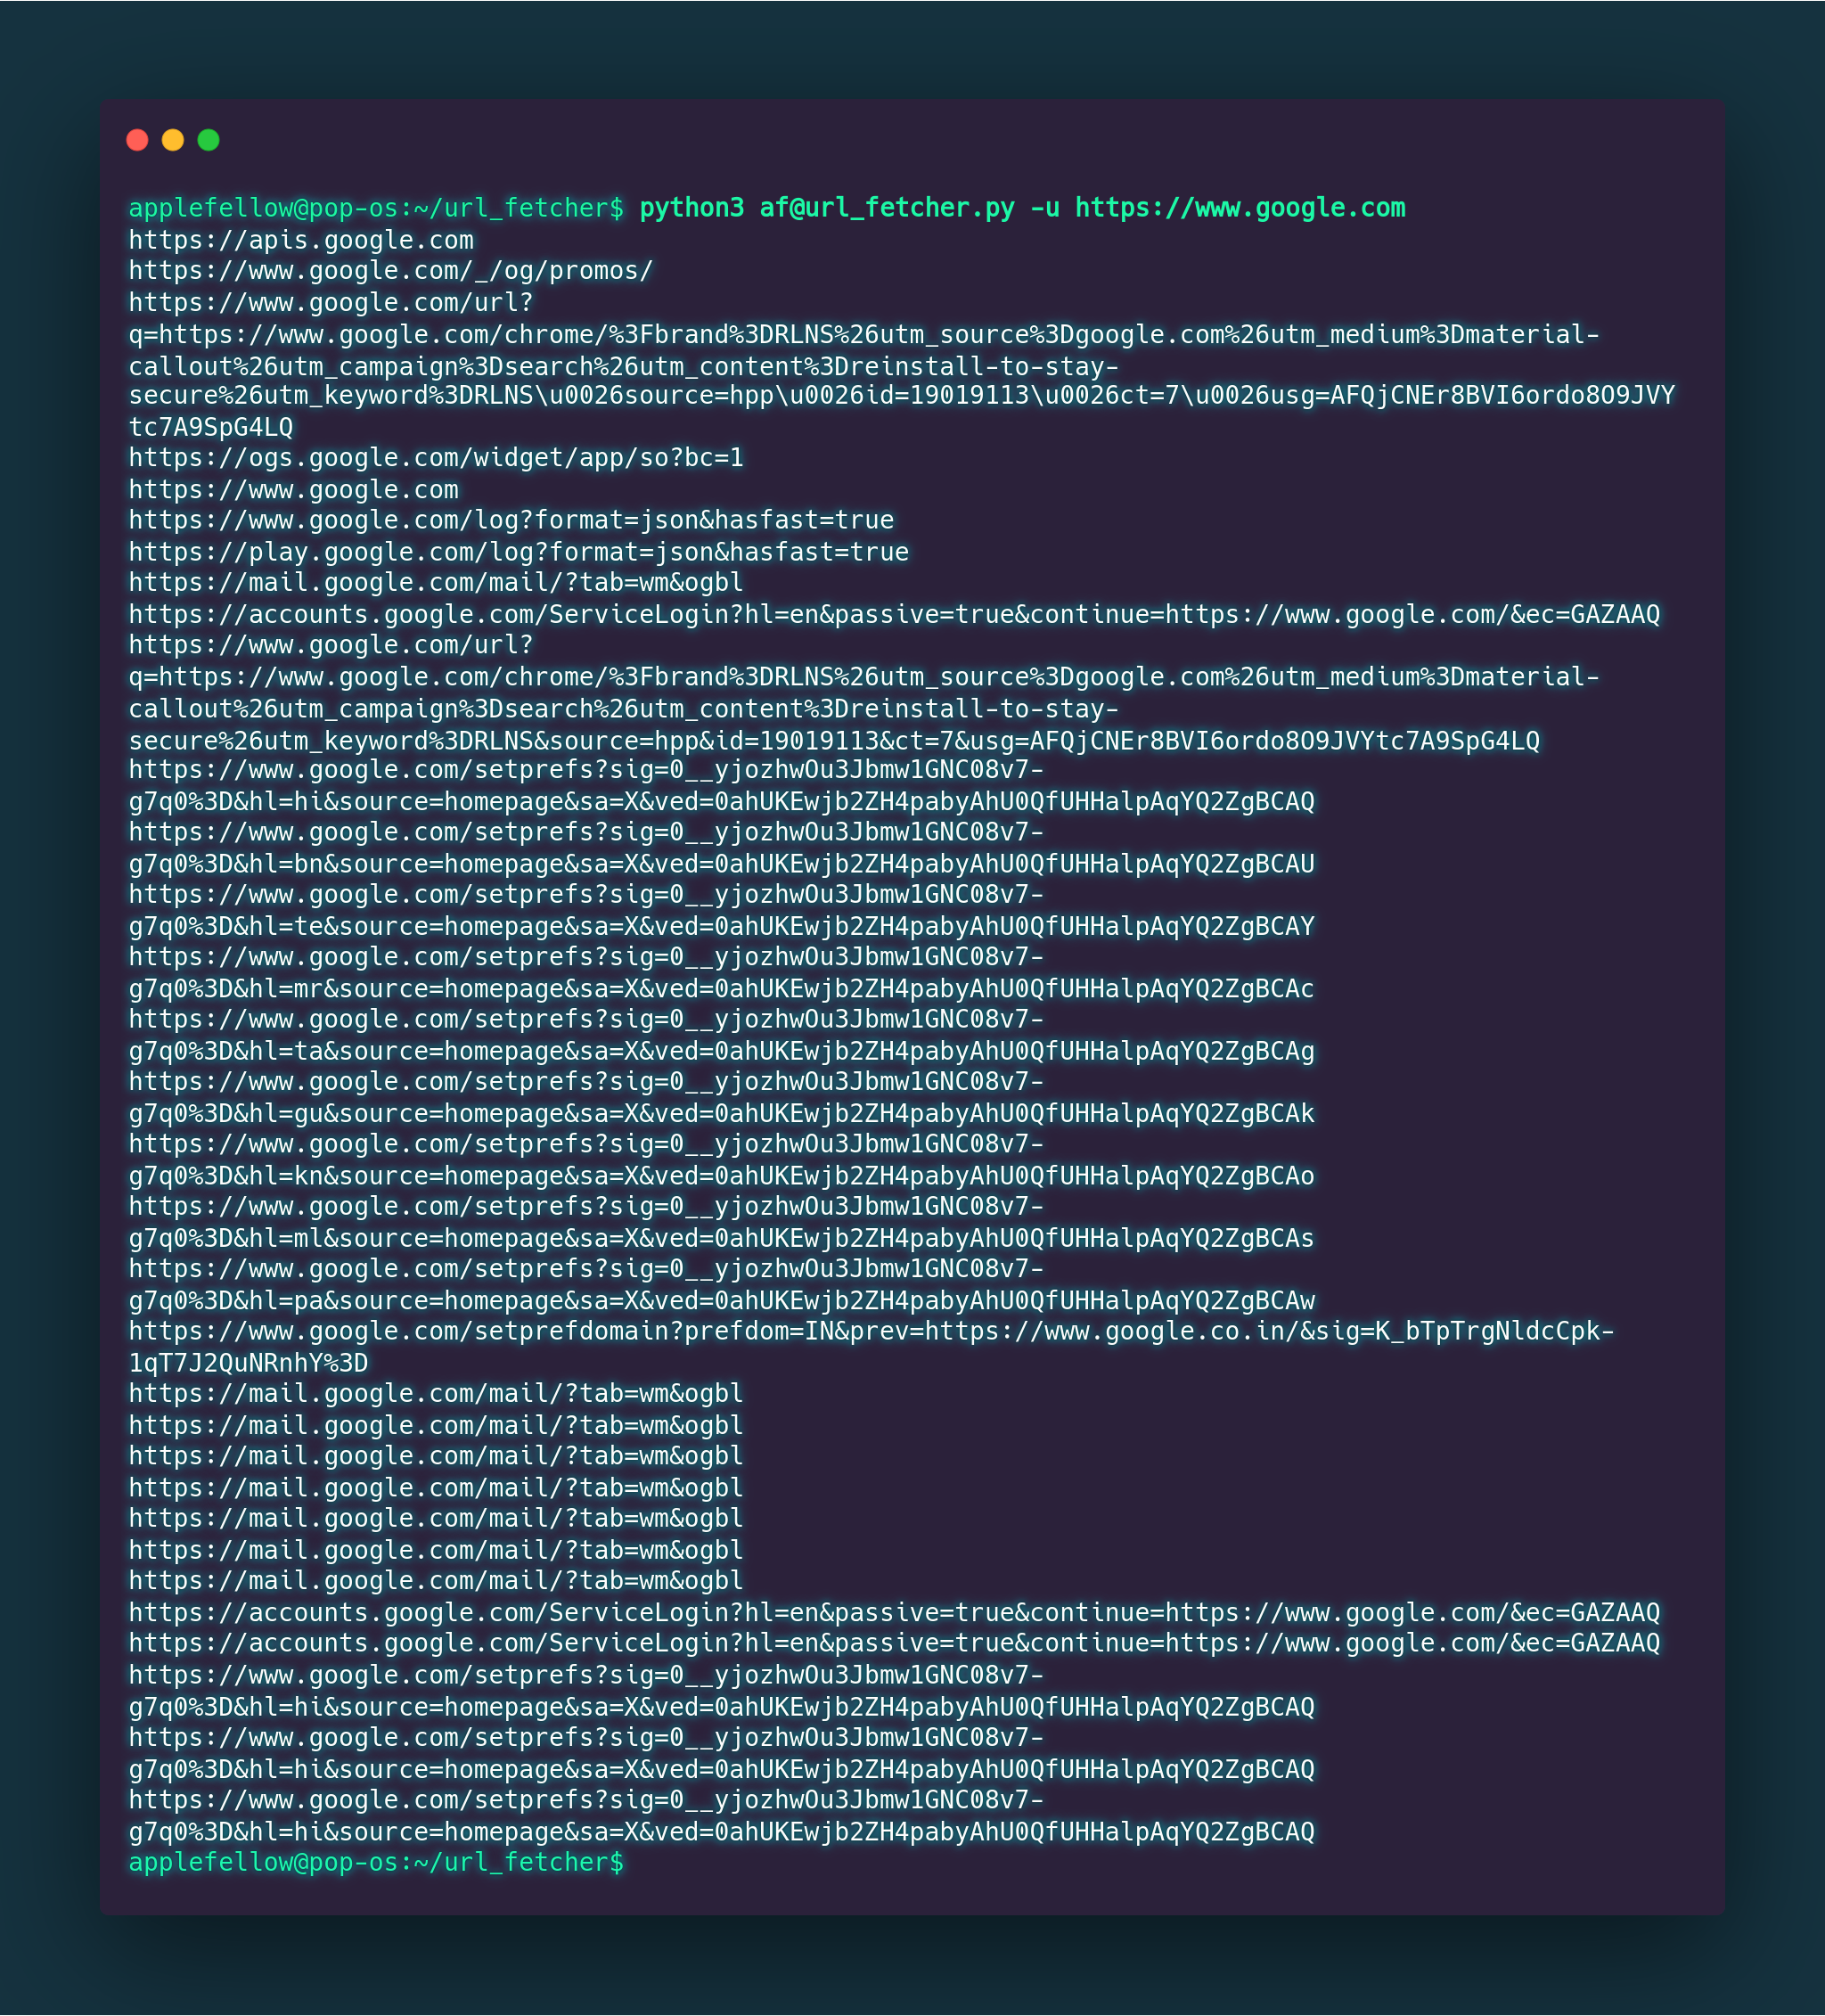 applefellow@pop-os:~/url_fetcher$ python3 af@url_fetcher.py -u https://www.google.com
https://apis.google.com
https://www.google.com/_/og/promos/
https://www.google.com/url?
q=https://www.google.com/chrome/%3Fbrand%3DRLNS%26utm_source%3Dgoogle.com%26utm_medium%3Dmaterial-
callout%26utm_campaign%3Dsearch%26utm_content%3Dreinstall-to-stay-
secure%26utm_keyword%3DRLNS\u0026source=hpp\u0026id=19019113\u0026ct=7\u0026usg=AFQjCNEr8BVI6ordo8O9JVY
tc7A9SpG4LQ
https://ogs.google.com/widget/app/so?bc=1
https://www.google.com
https://www.google.com/log?format=json&hasfast=true
https://play.google.com/log?format=json&hasfast=true
https://mail.google.com/mail/?tab=wm&ogbl
https://accounts.google.com/ServiceLogin?hl=en&passive=true&continue=https://www.google.com/&ec=GAZAAQ
https://www.google.com/url?
q=https://www.google.com/chrome/%3Fbrand%3DRLNS%26utm_source%3Dgoogle.com%26utm_medium%3Dmaterial-
callout%26utm_campaign%3Dsearch%26utm_content%3Dreinstall-to-stay-
secure%26utm_keyword%3DRLNS&source=hpp&id=19019113&ct=7&usg=AFQjCNEr8BVI6ordo8O9JVYtc7A9SpG4LQ
https://www.google.com/setprefs?sig=0__yjozhwOu3Jbmw1GNC08v7-
g7q0%3D&hl=hi&source=homepage&sa=X&ved=0ahUKEwjb2ZH4pabyAhU0QfUHHalpAqYQ2ZgBCAQ
https://www.google.com/setprefs?sig=0__yjozhwOu3Jbmw1GNC08v7-
g7q0%3D&hl=bn&source=homepage&sa=X&ved=0ahUKEwjb2ZH4pabyAhU0QfUHHalpAqYQ2ZgBCAU
https://www.google.com/setprefs?sig=0__yjozhwOu3Jbmw1GNC08v7-
g7q0%3D&hl=te&source=homepage&sa=X&ved=0ahUKEwjb2ZH4pabyAhU0QfUHHalpAqYQ2ZgBCAY
https://www.google.com/setprefs?sig=0__yjozhwOu3Jbmw1GNC08v7-
g7q0%3D&hl=mr&source=homepage&sa=X&ved=0ahUKEwjb2ZH4pabyAhU0QfUHHalpAqYQ2ZgBCAc
https://www.google.com/setprefs?sig=0__yjozhwOu3Jbmw1GNC08v7-
g7q0%3D&hl=ta&source=homepage&sa=X&ved=0ahUKEwjb2ZH4pabyAhU0QfUHHalpAqYQ2ZgBCAg
https://www.google.com/setprefs?sig=0__yjozhwOu3Jbmw1GNC08v7-
g7q0%3D&hl=gu&source=homepage&sa=X&ved=0ahUKEwjb2ZH4pabyAhU0QfUHHalpAqYQ2ZgBCAk
https://www.google.com/setprefs?sig=0__yjozhwOu3Jbmw1GNC08v7-
g7q0%3D&hl=kn&source=homepage&sa=X&ved=0ahUKEwjb2ZH4pabyAhU0QfUHHalpAqYQ2ZgBCAo
https://www.google.com/setprefs?sig=0__yjozhwOu3Jbmw1GNC08v7-
g7q0%3D&hl=ml&source=homepage&sa=X&ved=0ahUKEwjb2ZH4pabyAhU0QfUHHalpAqYQ2ZgBCAs
https://www.google.com/setprefs?sig=0__yjozhwOu3Jbmw1GNC08v7-
g7q0%3D&hl=pa&source=homepage&sa=X&ved=0ahUKEwjb2ZH4pabyAhU0QfUHHalpAqYQ2ZgBCAw
https://www.google.com/setprefdomain?prefdom=IN&prev=https://www.google.co.in/&sig=K_bTpTrgNldcCpk-
1qT7J2QuNRnhY%3D
https://mail.google.com/mail/?tab=wm&ogbl
https://mail.google.com/mail/?tab=wm&ogbl
https://mail.google.com/mail/?tab=wm&ogbl
https://mail.google.com/mail/?tab=wm&ogbl
https://mail.google.com/mail/?tab=wm&ogbl
https://mail.google.com/mail/?tab=wm&ogbl
https://mail.google.com/mail/?tab=wm&ogbl
https://accounts.google.com/ServiceLogin?hl=en&passive=true&continue=https://www.google.com/&ec=GAZAAQ
https://accounts.google.com/ServiceLogin?hl=en&passive=true&continue=https://www.google.com/&ec=GAZAAQ
https://www.google.com/setprefs?sig=0__yjozhwOu3Jbmw1GNC08v7-
g7q0%3D&hl=hi&source=homepage&sa=X&ved=0ahUKEwjb2ZH4pabyAhU0QfUHHalpAqYQ2ZgBCAQ
https://www.google.com/setprefs?sig=0__yjozhwOu3Jbmw1GNC08v7-
g7q0%3D&hl=hi&source=homepage&sa=X&ved=0ahUKEwjb2ZH4pabyAhU0QfUHHalpAqYQ2ZgBCAQ
https://www.google.com/setprefs?sig=0__yjozhwOu3Jbmw1GNC08v7-
g7q0%3D&hl=hi&source=homepage&sa=X&ved=0ahUKEwjb2ZH4pabyAhU0QfUHHalpAqYQ2ZgBCAQ
applefellow@pop-os:~/url_fetcher$